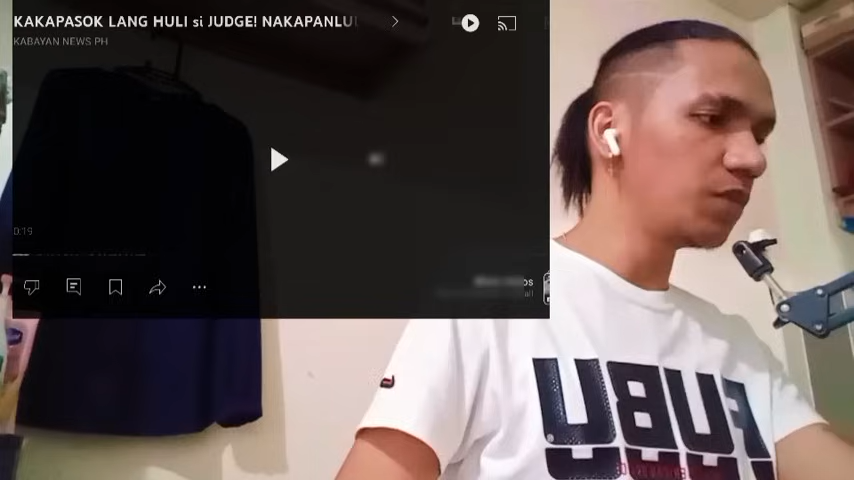 KAKAPASOK LANG HULI si JUDGE! NAKAPANLU
KABAYAN NEWS PH
0:19
FUBU